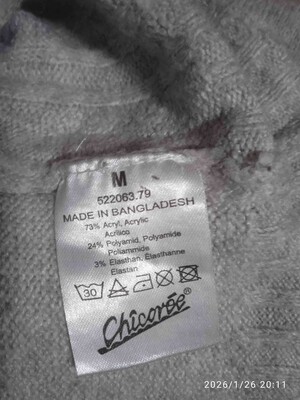 M
522063.79
MADE IN BANGLADESH
73% Acryl, Acrylic
Acrilico
24% Polyamid, Polyamide
Poliammide
3% Elasthan, Elasthanne
Elastan
30
Chicorée®
2026/1/26 20:11